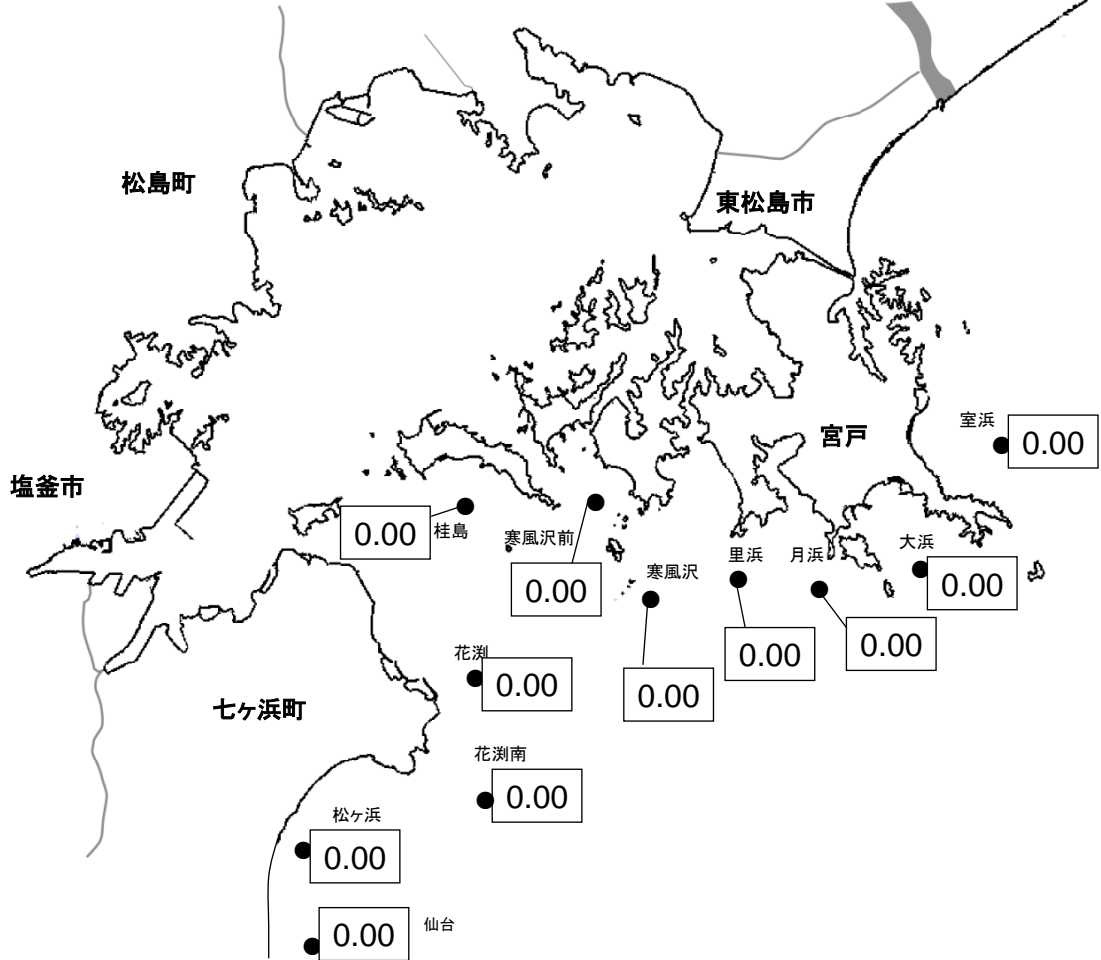 松島町
東松島市
室浜
0.00
宮戸
塩釜市
0.00
桂島
寒風沢前
0.00
寒風沢
0.00
里浜
0.00
月浜
0.00
大浜
0.00
花渕
0.00
七ヶ浜町
花渕南
0.00
松ヶ浜
0.00
仙台
0.00